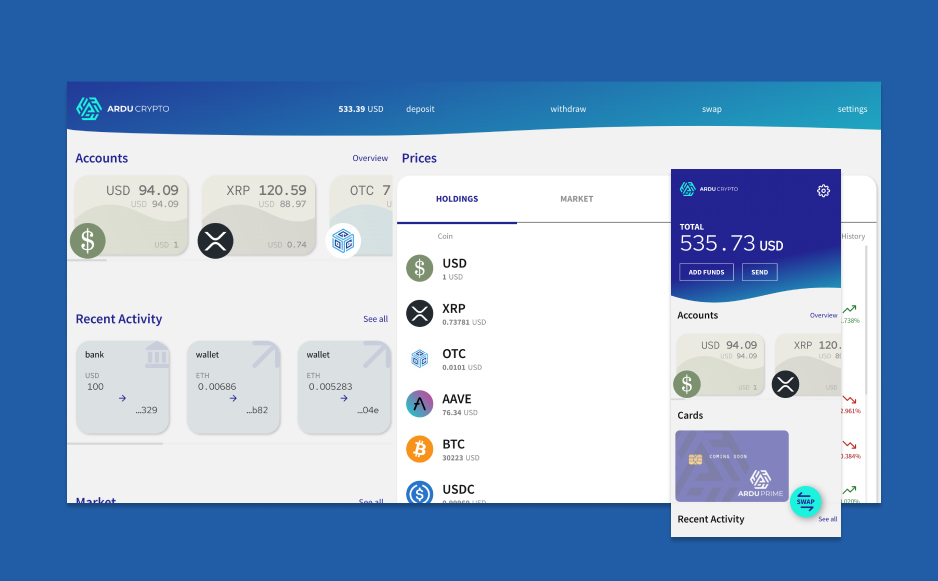 ARDU CRYPTO
533.39 USD
deposit
withdraw
swap
settings
Accounts
Overview
USD 94.09
USD 94.09
USD 1
XRP 120.59
USD 88.97
USD 0.74
OTC 7
Recent Activity
See all
bank
USD
100
...329
wallet
ETH
0.00686
...b82
wallet
ETH
0.005283
...04e
Market
See all
Prices
HOLDINGS
MARKET
Coin
History
USD
1 USD
XRP
0.73781 USD
.738%
OTC
0.0101 USD
AAVE
76.34 USD
2.961%
BTC
30223 USD
0.384%
USDC
ARDU CRYPTO
TOTAL
535.73 USD
ADD FUNDS
SEND
Accounts
Overview
USD 94.09
USD 94.09
USD 1
XRP 120.
USD
USD
Cards
COMING SOON
ARDU PRIME
SWAP
Recent Activity
See all